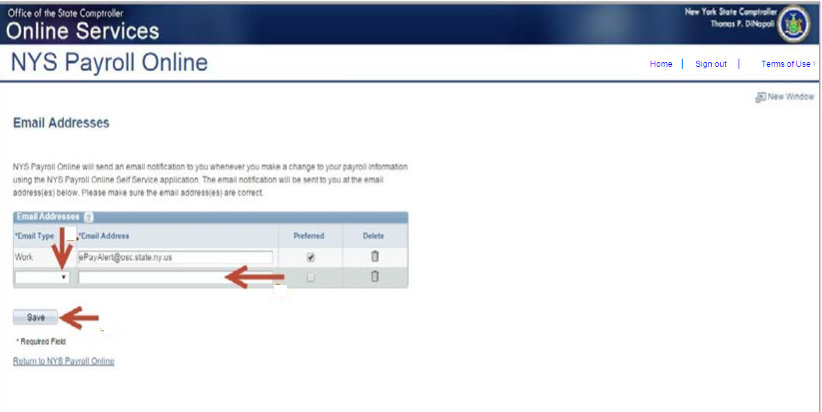 Office of the State Comptroller
Online Services
New York State Comptroller
Thomas P. DiNapoli
NYS Payroll Online
Home | Sign out | Terms of Use
New Window
Email Addresses
NYS Payroll Online will send an email notification to you whenever you make a change to your payroll information
using the NYS Payroll Online Self Service application. The email notification will be sent to you at the email
address(es) below. Please make sure the email address(es) are correct.
Email Addresses ?
*Email Type *Email Address Preferred Delete
Work ePayAlert@osc.state.ny.us
Save
* Required Field
Return to NYS Payroll Online